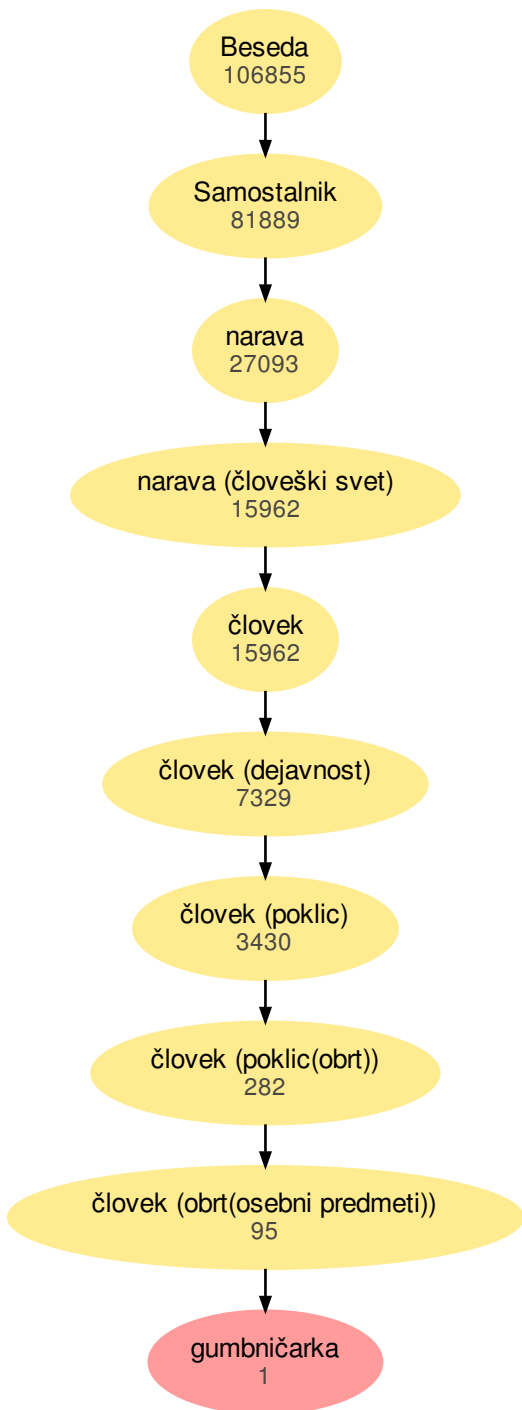 Beseda
106855
Samostalnik
81889
narava
27093
narava (človeški svet)
15962
človek
15962
človek (dejavnost)
7329
človek (poklic)
3430
človek (poklic(obrt))
282
človek (obrt(osebni predmeti))
95
gumbničarka
1